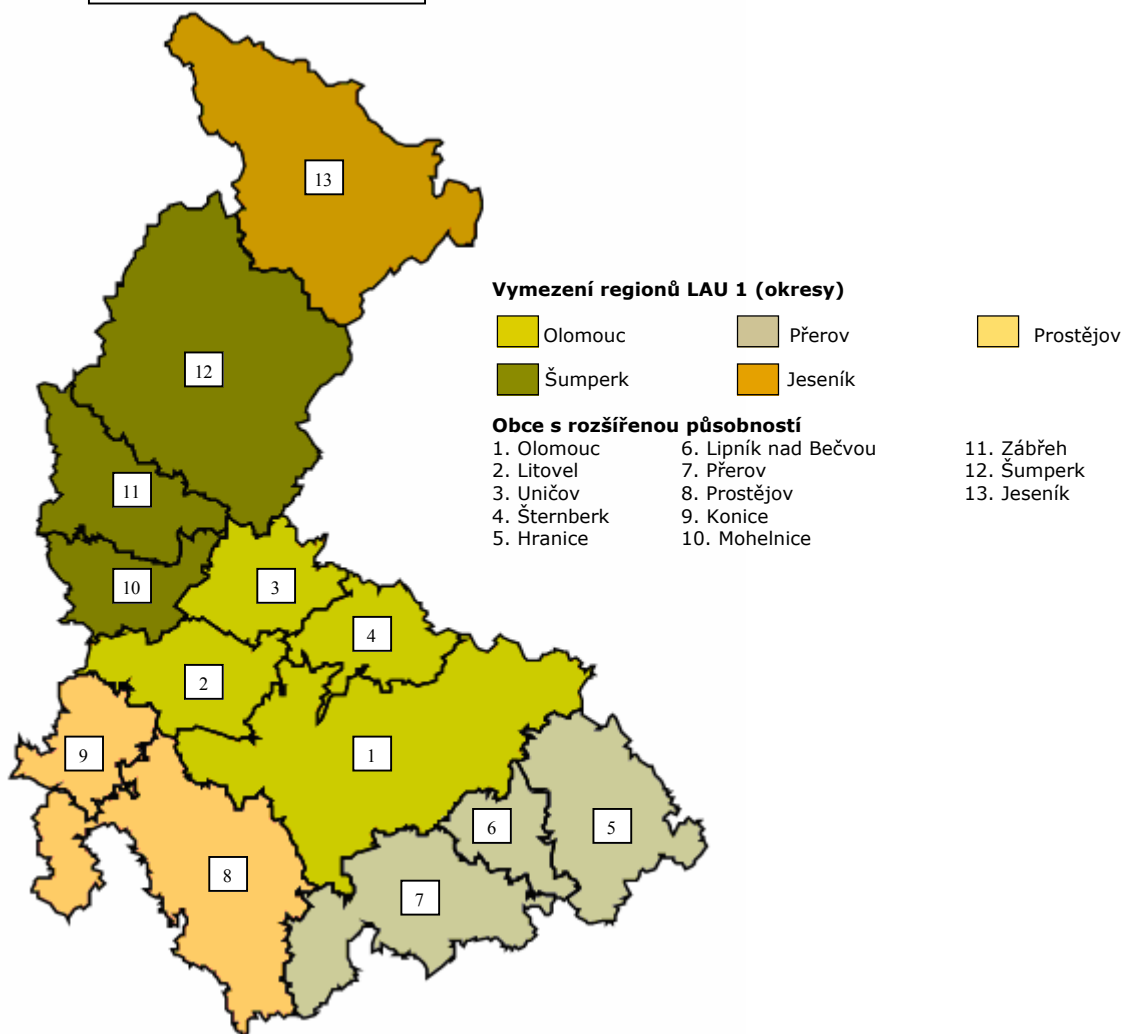 13
12
11
10
3
4
2
9
1
6
5
8
7
Vymezení regionů LAU 1 (okresy)
Olomouc Přerov Prostějov
Šumperk Jeseník
Obce s rozšířenou působností
1. Olomouc 6. Lipník nad Bečvou 11. Zábřeh
2. Litovel 7. Přerov 12. Šumperk
3. Uničov 8. Prostějov 13. Jeseník
4. Šternberk 9. Konice
5. Hranice 10. Mohelnice